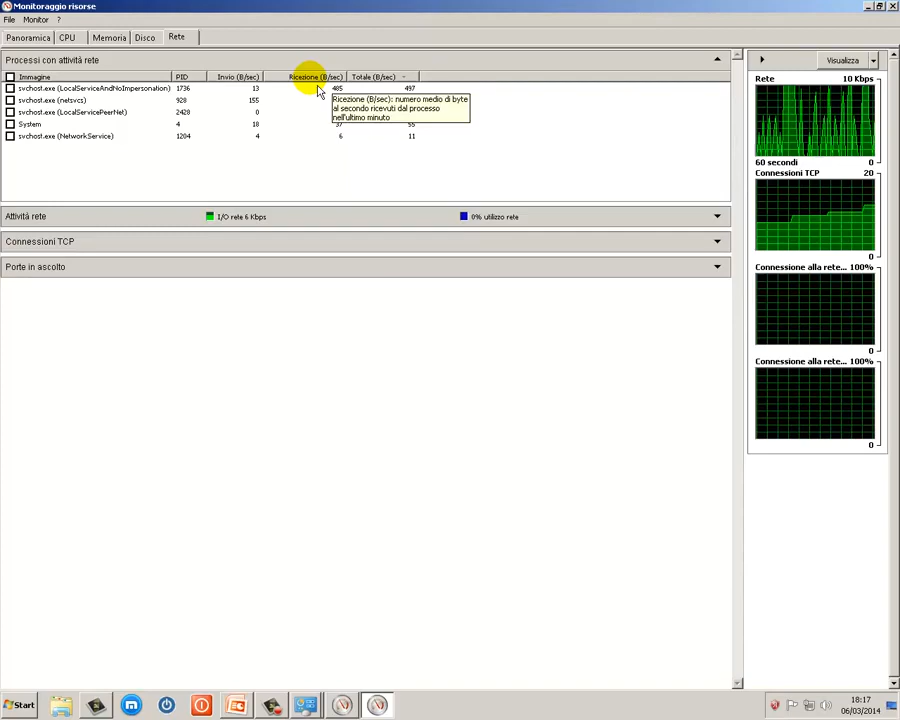 Monitoraggio risorse
File Monitor ?
Panoramica CPU Memoria Disco Rete
Processi con attività rete
Immagine PID Invio (B/sec) Ricezione (B/sec) Totale (B/sec)
svchost.exe (LocalServiceAndNoImpersonation) 1736 13 485 497
svchost.exe (netsvcs) 928 155
svchost.exe (LocalServicePeerNet) 2428 0
System 4 18 37 55
svchost.exe (NetworkService) 1204 4 6 11
Ricezione (B/sec): numero medio di byte
al secondo ricevuti dal processo
nell'ultimo minuto
Attività rete I/O rete 6 Kbps 0% utilizzo rete
Connessioni TCP
Porte in ascolto
Visualizza
Rete 10 Kbps
60 secondi 0
Connessioni TCP 20
0
Connessione alla rete... 100%
0
Connessione alla rete... 100%
0
Start
18:17
06/03/2014